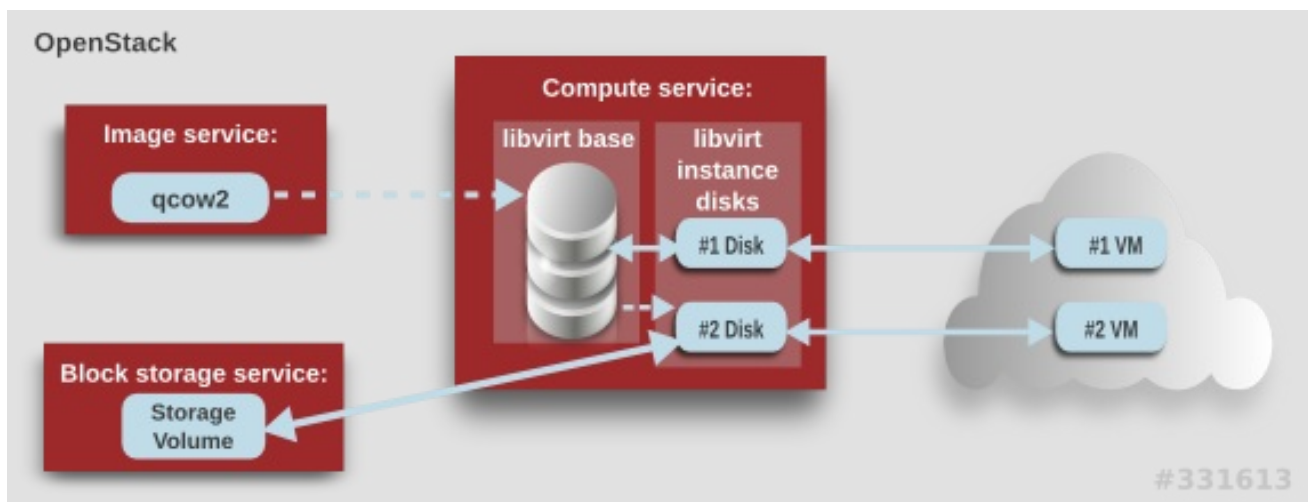 OpenStack
Image service:
qcow2
Compute service:
libvirt base
libvirt
instance
disks
#1 Disk
#2 Disk
#1 VM
#2 VM
Block storage service:
Storage
Volume
#331613